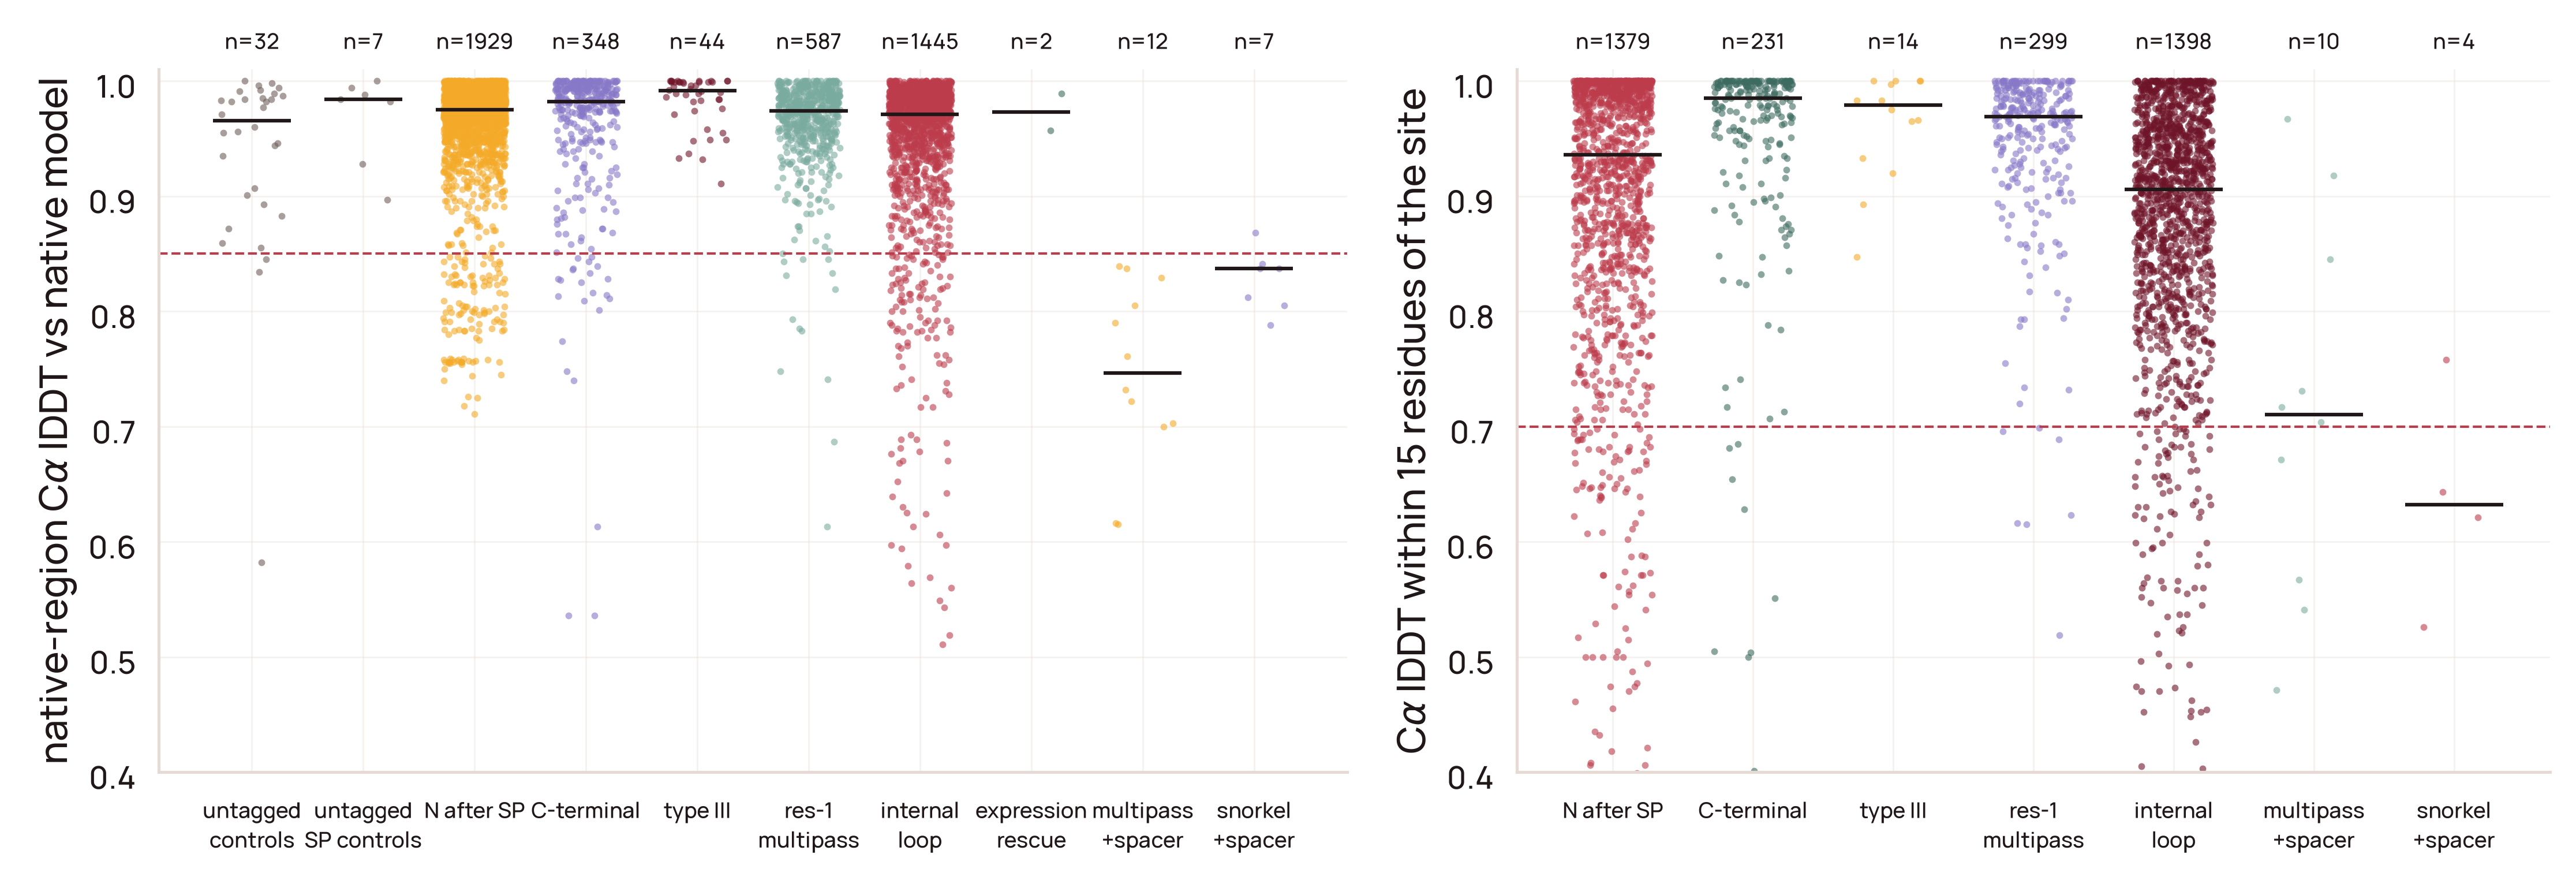 n=32 n=7 n=1929 n=348 n=44 n=587 n=1445 n=2 n=12 n=7
native-region Cα lDDT vs native model
1.0
0.9
0.8
0.7
0.6
0.5
0.4
untagged controls
untagged SP controls
N after SP
C-terminal
type III
res-1 multipass
internal loop
expression rescue
multipass +spacer
snorkel +spacer
n=1379 n=231 n=14 n=299 n=1398 n=10 n=4
Cα lDDT within 15 residues of the site
1.0
0.9
0.8
0.7
0.6
0.5
0.4
N after SP
C-terminal
type III
res-1 multipass
internal loop
multipass +spacer
snorkel +spacer